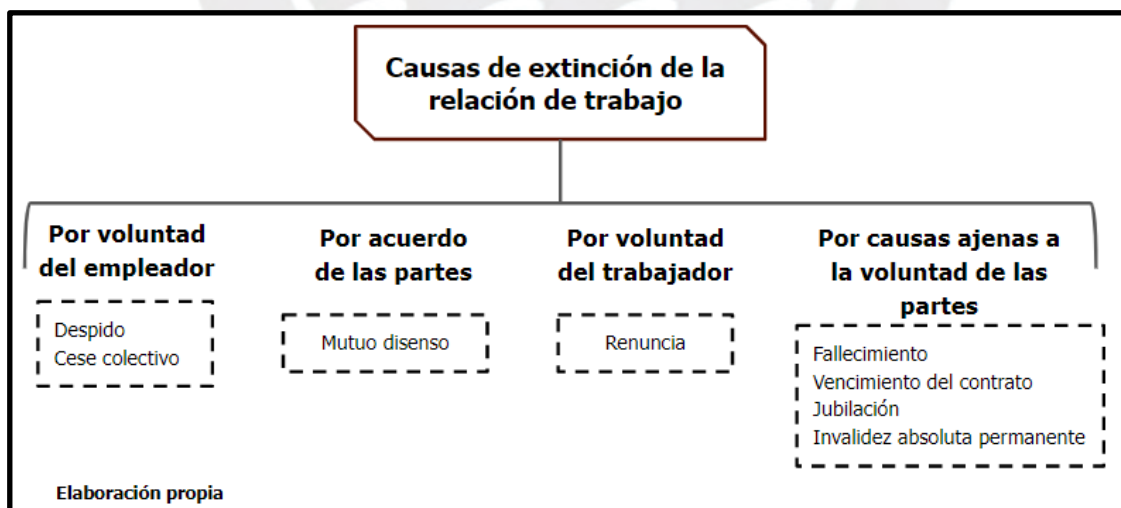 Causas de extinción de la
relación de trabajo
Por voluntad
del empleador
Despido
Cese colectivo
Por acuerdo
de las partes
Mutuo disenso
Por voluntad
del trabajador
Renuncia
Por causas ajenas a
la voluntad de las
partes
Fallecimiento
Vencimiento del contrato
Jubilación
Invalidez absoluta permanente
Elaboración propia